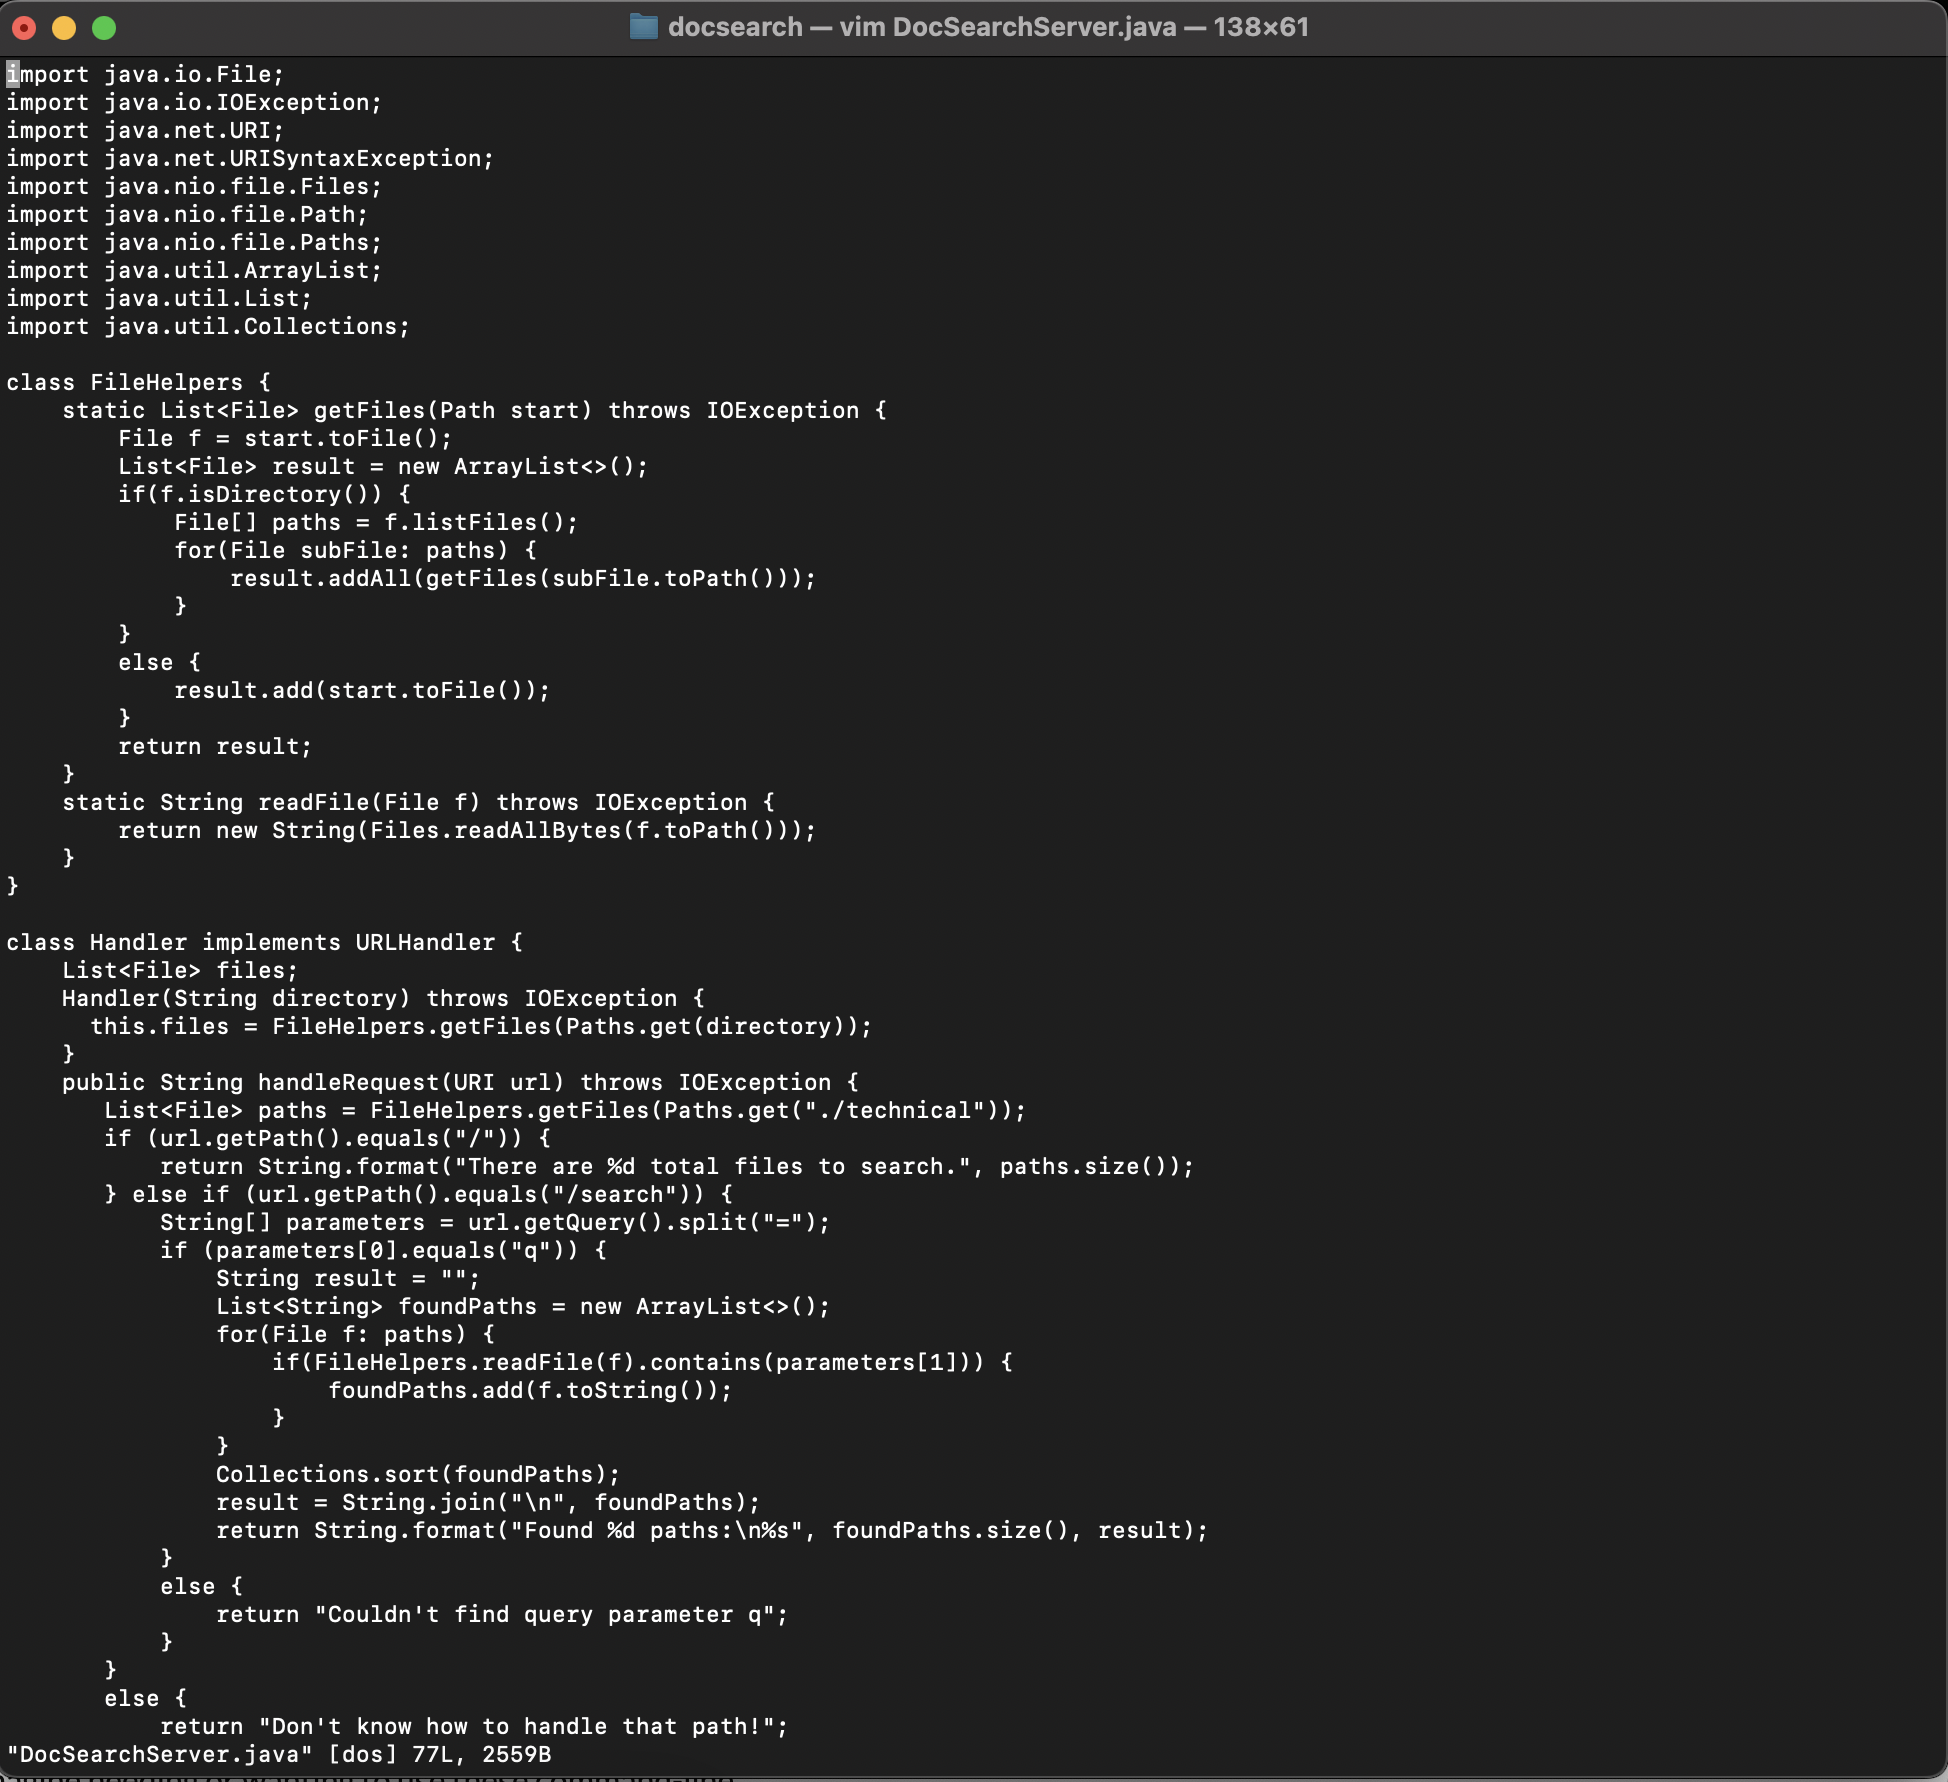 docsearch — vim DocSearchServer.java — 138×61
import java.io.File;
import java.io.IOException;
import java.net.URI;
import java.net.URISyntaxException;
import java.nio.file.Files;
import java.nio.file.Path;
import java.nio.file.Paths;
import java.util.ArrayList;
import java.util.List;
import java.util.Collections;

class FileHelpers {
    static List<File> getFiles(Path start) throws IOException {
        File f = start.toFile();
        List<File> result = new ArrayList<>();
        if(f.isDirectory()) {
            File[] paths = f.listFiles();
            for(File subFile: paths) {
                result.addAll(getFiles(subFile.toPath()));
            }
        }
        else {
            result.add(start.toFile());
        }
        return result;
    }
    static String readFile(File f) throws IOException {
        return new String(Files.readAllBytes(f.toPath()));
    }
}

class Handler implements URLHandler {
    List<File> files;
    Handler(String directory) throws IOException {
      this.files = FileHelpers.getFiles(Paths.get(directory));
    }
    public String handleRequest(URI url) throws IOException {
       List<File> paths = FileHelpers.getFiles(Paths.get("./technical"));
       if (url.getPath().equals("/")) {
           return String.format("There are %d total files to search.", paths.size());
       } else if (url.getPath().equals("/search")) {
           String[] parameters = url.getQuery().split("=");
           if (parameters[0].equals("q")) {
               String result = "";
               List<String> foundPaths = new ArrayList<>();
               for(File f: paths) {
                   if(FileHelpers.readFile(f).contains(parameters[1])) {
                       foundPaths.add(f.toString());
                   }
               }
               Collections.sort(foundPaths);
               result = String.join("\n", foundPaths);
               return String.format("Found %d paths:\n%s", foundPaths.size(), result);
           }
           else {
               return "Couldn't find query parameter q";
           }
       }
       else {
           return "Don't know how to handle that path!";
"DocSearchServer.java" [dos] 77L, 2559B